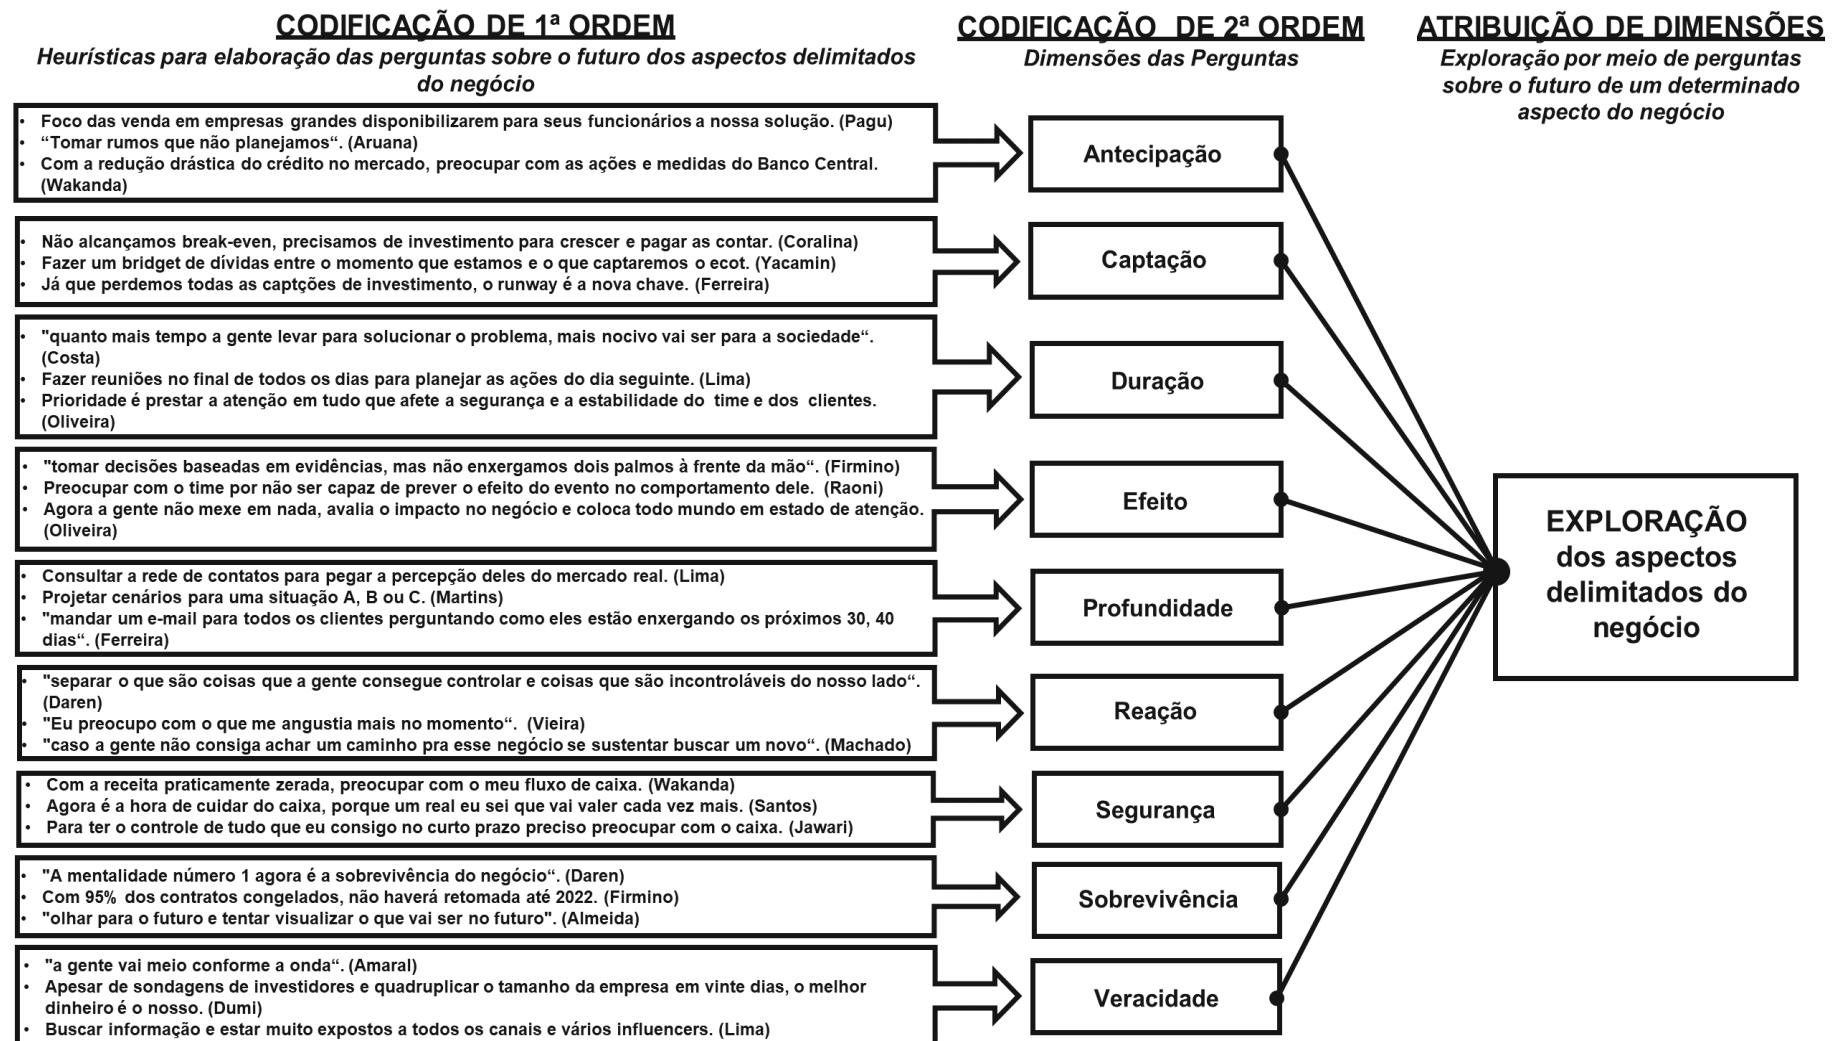 CODIFICAÇÃO DE 1ª ORDEM
Heurísticas para elaboração das perguntas sobre o futuro dos aspectos delimitados
do negócio
• Foco das venda em empresas grandes disponibilizarem para seus funcionários a nossa solução. (Pagu)
• “Tomar rumos que não planejamos“. (Aruana)
• Com a redução drástica do crédito no mercado, preocupar com as ações e medidas do Banco Central.
(Wakanda)
• Não alcançamos break-even, precisamos de investimento para crescer e pagar as contar. (Coralina)
• Fazer um bridget de dívidas entre o momento que estamos e o que captaremos o ecot. (Yacamin)
• Já que perdemos todas as captções de investimento, o runway é a nova chave. (Ferreira)
• "quanto mais tempo a gente levar para solucionar o problema, mais nocivo vai ser para a sociedade“.
(Costa)
• Fazer reuniões no final de todos os dias para planejar as ações do dia seguinte. (Lima)
• Prioridade é prestar a atenção em tudo que afete a segurança e a estabilidade do time e dos clientes.
(Oliveira)
• "tomar decisões baseadas em evidências, mas não enxergamos dois palmos à frente da mão“. (Firmino)
• Preocupar com o time por não ser capaz de prever o efeito do evento no comportamento dele. (Raoni)
• Agora a gente não mexe em nada, avalia o impacto no negócio e coloca todo mundo em estado de atenção.
(Oliveira)
• Consultar a rede de contatos para pegar a percepção deles do mercado real. (Lima)
• Projetar cenários para uma situação A, B ou C. (Martins)
• "mandar um e-mail para todos os clientes perguntando como eles estão enxergando os próximos 30, 40
dias“. (Ferreira)
• "separar o que são coisas que a gente consegue controlar e coisas que são incontroláveis do nosso lado“.
(Daren)
• "Eu preocupo com o que me angustia mais no momento“. (Vieira)
• "caso a gente não consiga achar um caminho pra esse negócio se sustentar buscar um novo“. (Machado)
• Com a receita praticamente zerada, preocupar com o meu fluxo de caixa. (Wakanda)
• Agora é a hora de cuidar do caixa, porque um real eu sei que vai valer cada vez mais. (Santos)
• Para ter o controle de tudo que eu consigo no curto prazo preciso preocupar com o caixa. (Jawari)
• "A mentalidade número 1 agora é a sobrevivência do negócio“. (Daren)
• Com 95% dos contratos congelados, não haverá retomada até 2022. (Firmino)
• "olhar para o futuro e tentar visualizar o que vai ser no futuro". (Almeida)
• "a gente vai meio conforme a onda“. (Amaral)
• Apesar de sondagens de investidores e quadruplicar o tamanho da empresa em vinte dias, o melhor
dinheiro é o nosso. (Dumi)
• Buscar informação e estar muito expostos a todos os canais e vários influencers. (Lima)
CODIFICAÇÃO DE 2ª ORDEM
Dimensões das Perguntas
Antecipação
Captação
Duração
Efeito
Profundidade
Reação
Segurança
Sobrevivência
Veracidade
ATRIBUIÇÃO DE DIMENSÕES
Exploração por meio de perguntas
sobre o futuro de um determinado
aspecto do negócio
EXPLORAÇÃO
dos aspectos
delimitados do
negócio